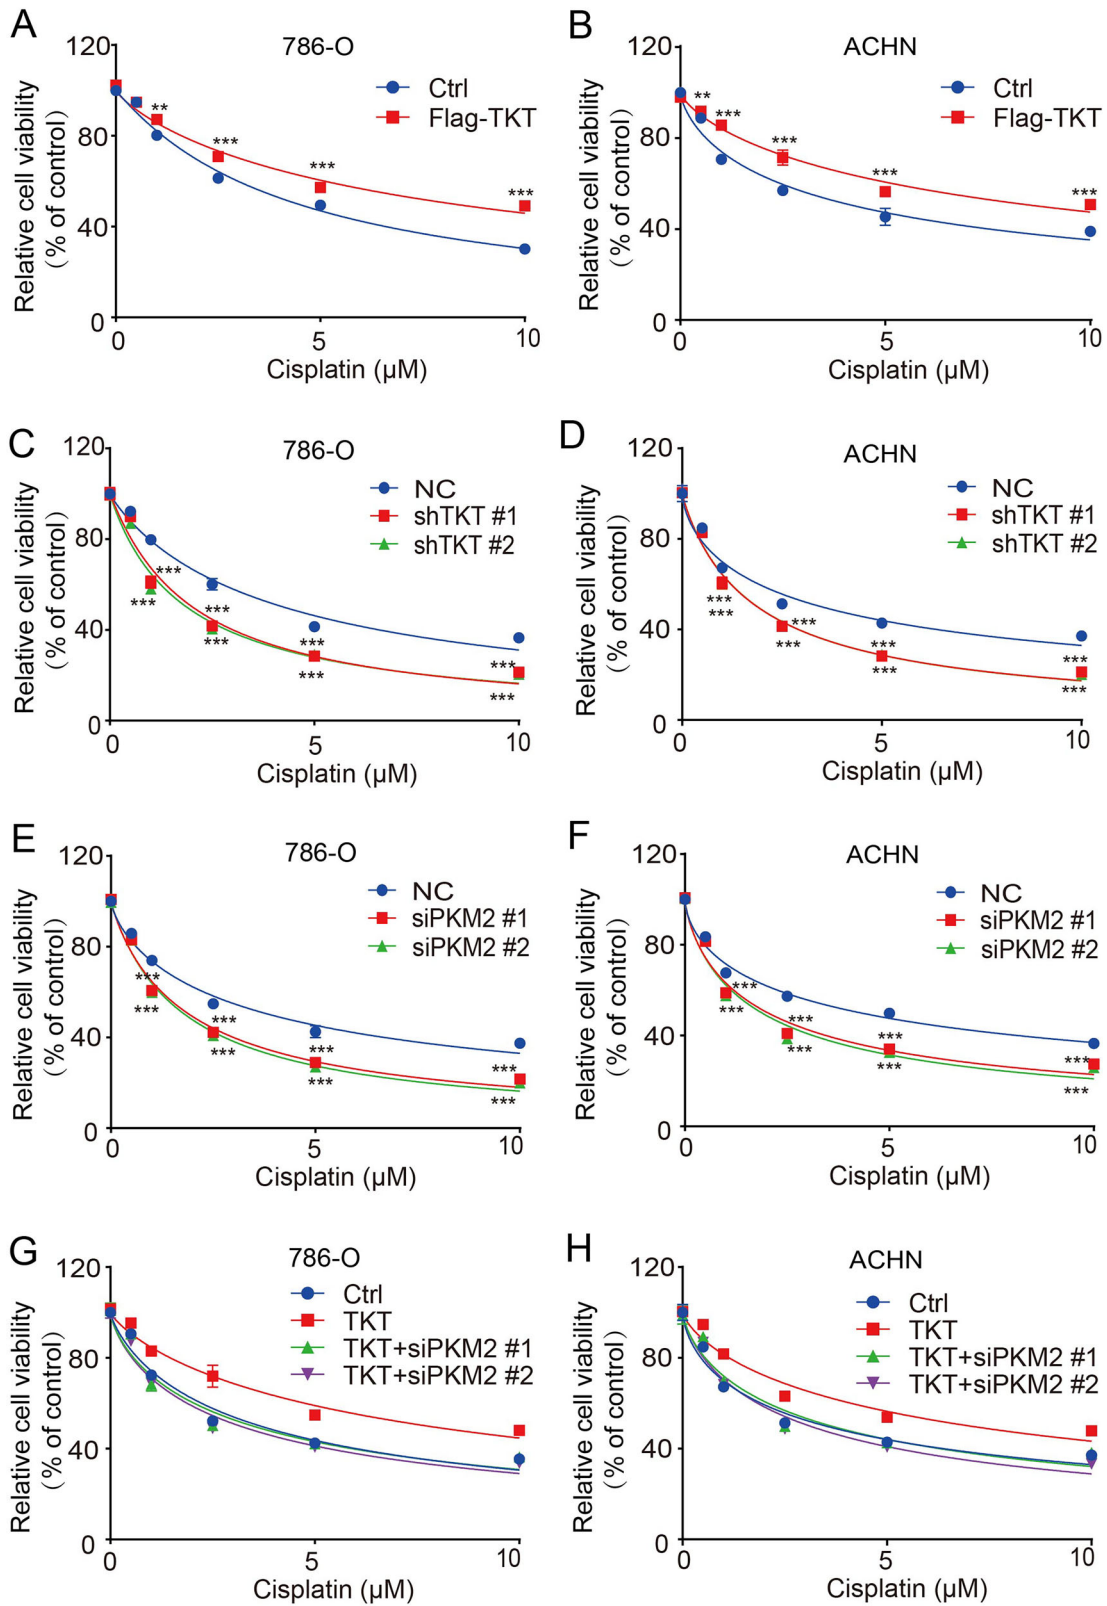 A
786-O
120
80
40
0
Relative cell viability
(% of control)
Ctrl
Flag-TKT
**
***
***
***
0
5
10
Cisplatin (µM)
B
ACHN
120
80
40
0
Relative cell viability
(% of control)
Ctrl
Flag-TKT
**
***
***
***
***
0
5
10
Cisplatin (µM)
C
786-O
120
80
40
0
Relative cell viability
(% of control)
NC
shTKT #1
shTKT #2
***
***
***
***
***
***
***
***
0
5
10
Cisplatin (µM)
D
ACHN
120
80
40
0
Relative cell viability
(% of control)
NC
shTKT #1
shTKT #2
***
***
***
***
***
***
***
***
0
5
10
Cisplatin (µM)
E
786-O
120
80
40
0
Relative cell viability
(% of control)
NC
siPKM2 #1
siPKM2 #2
***
***
***
***
***
***
***
***
0
5
10
Cisplatin (µM)
F
ACHN
120
80
40
0
Relative cell viability
(% of control)
NC
siPKM2 #1
siPKM2 #2
***
***
***
***
***
***
***
***
0
5
10
Cisplatin (µM)
G
786-O
120
80
40
0
Relative cell viability
(% of control)
Ctrl
TKT
TKT+siPKM2 #1
TKT+siPKM2 #2
0
5
10
Cisplatin (µM)
H
ACHN
120
80
40
0
Relative cell viability
(% of control)
Ctrl
TKT
TKT+siPKM2 #1
TKT+siPKM2 #2
0
5
10
Cisplatin (µM)